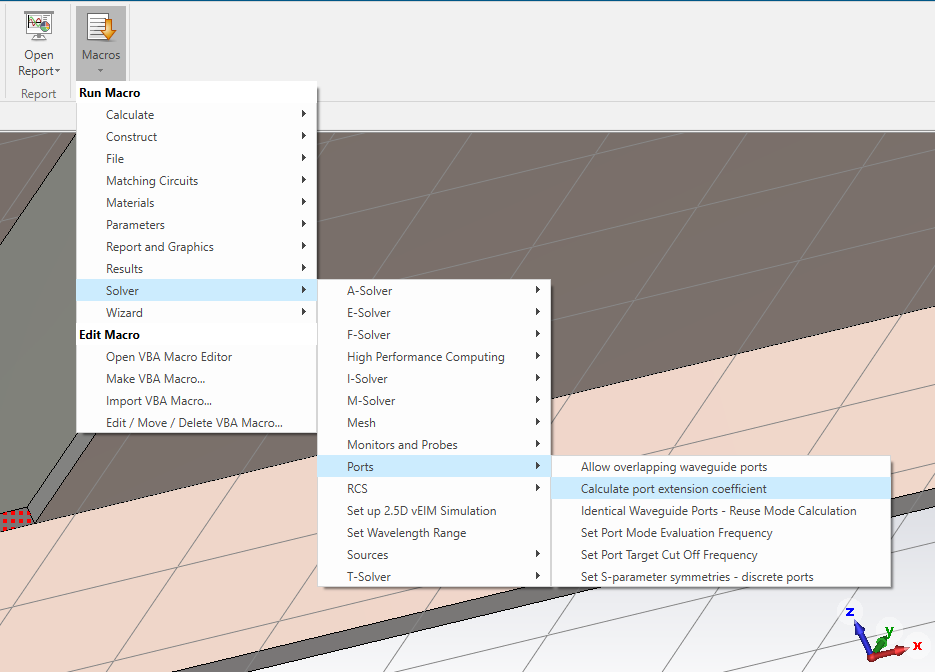 Open
Report
Report
Macros
Run Macro
Calculate
Construct
File
Matching Circuits
Materials
Parameters
Report and Graphics
Results
Solver
Wizard
Edit Macro
Open VBA Macro Editor
Make VBA Macro...
Import VBA Macro...
Edit / Move / Delete VBA Macro...
A-Solver
E-Solver
F-Solver
High Performance Computing
I-Solver
M-Solver
Mesh
Monitors and Probes
Ports
RCS
Set up 2.5D vEIM Simulation
Set Wavelength Range
Sources
T-Solver
Allow overlapping waveguide ports
Calculate port extension coefficient
Identical Waveguide Ports - Reuse Mode Calculation
Set Port Mode Evaluation Frequency
Set Port Target Cut Off Frequency
Set S-parameter symmetries - discrete ports
z
y
x